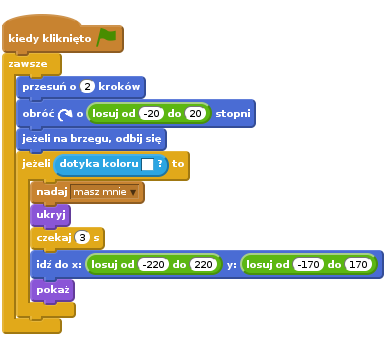 kiedy kliknięto
zawsze
przesuń o 2 kroków
obróć o losuj od -20 do 20 stopni
jeżeli na brzegu, odbij się
jeżeli dotyka koloru ? to
nadaj masz mnie
ukryj
czekaj 3 s
idź do x: losuj od -220 do 220 y: losuj od -170 do 170
pokaż